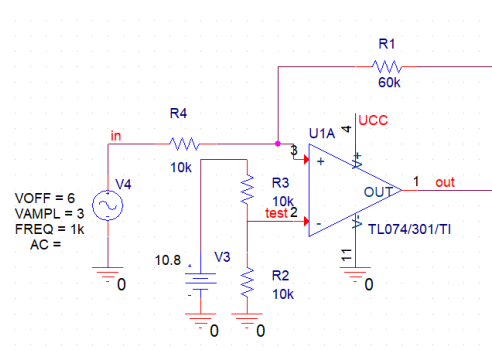 R1
60k
R4
in
10k
V4
VOFF = 6
VAMPL = 3
FREQ = 1k
AC =
0
UCC
4
U1A
3
+
V+
OUT
1
out
R3
10k
test
2
-
V-
TL074/301/TI
11
0
10.8
V3
R2
10k
0
0